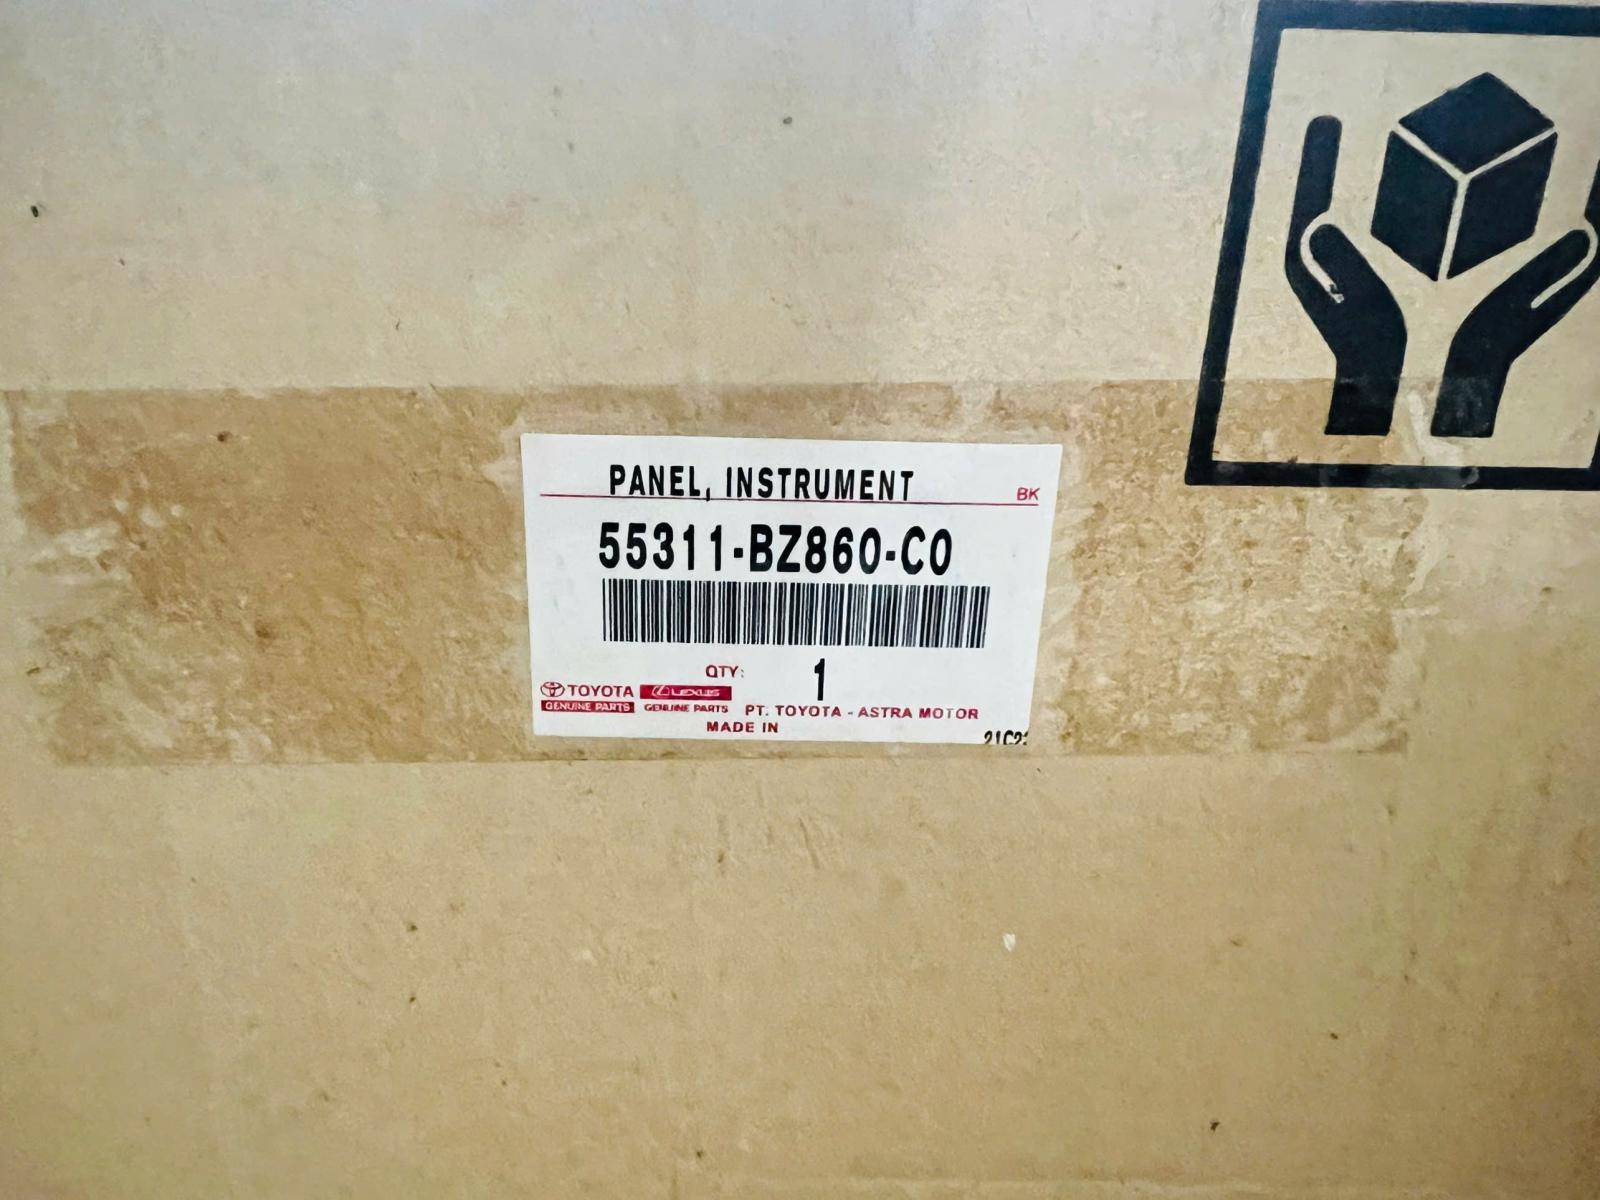 PANEL, INSTRUMENT
BK
55311-BZ860-C0
QTY: 1
TOYOTA LEXUS
GENUINE PARTS GENUINE PARTS PT. TOYOTA - ASTRA MOTOR
MADE IN